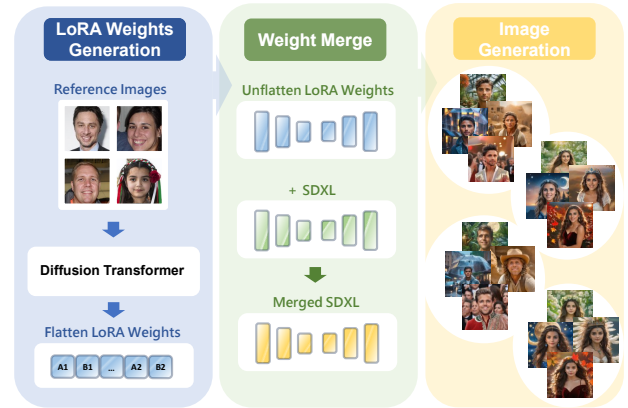 LoRA Weights
Generation
Reference Images
Diffusion Transformer
Flatten LoRA Weights
A1 B1 ... A2 B2
Weight Merge
Unflatten LoRA Weights
+ SDXL
Merged SDXL
Image
Generation